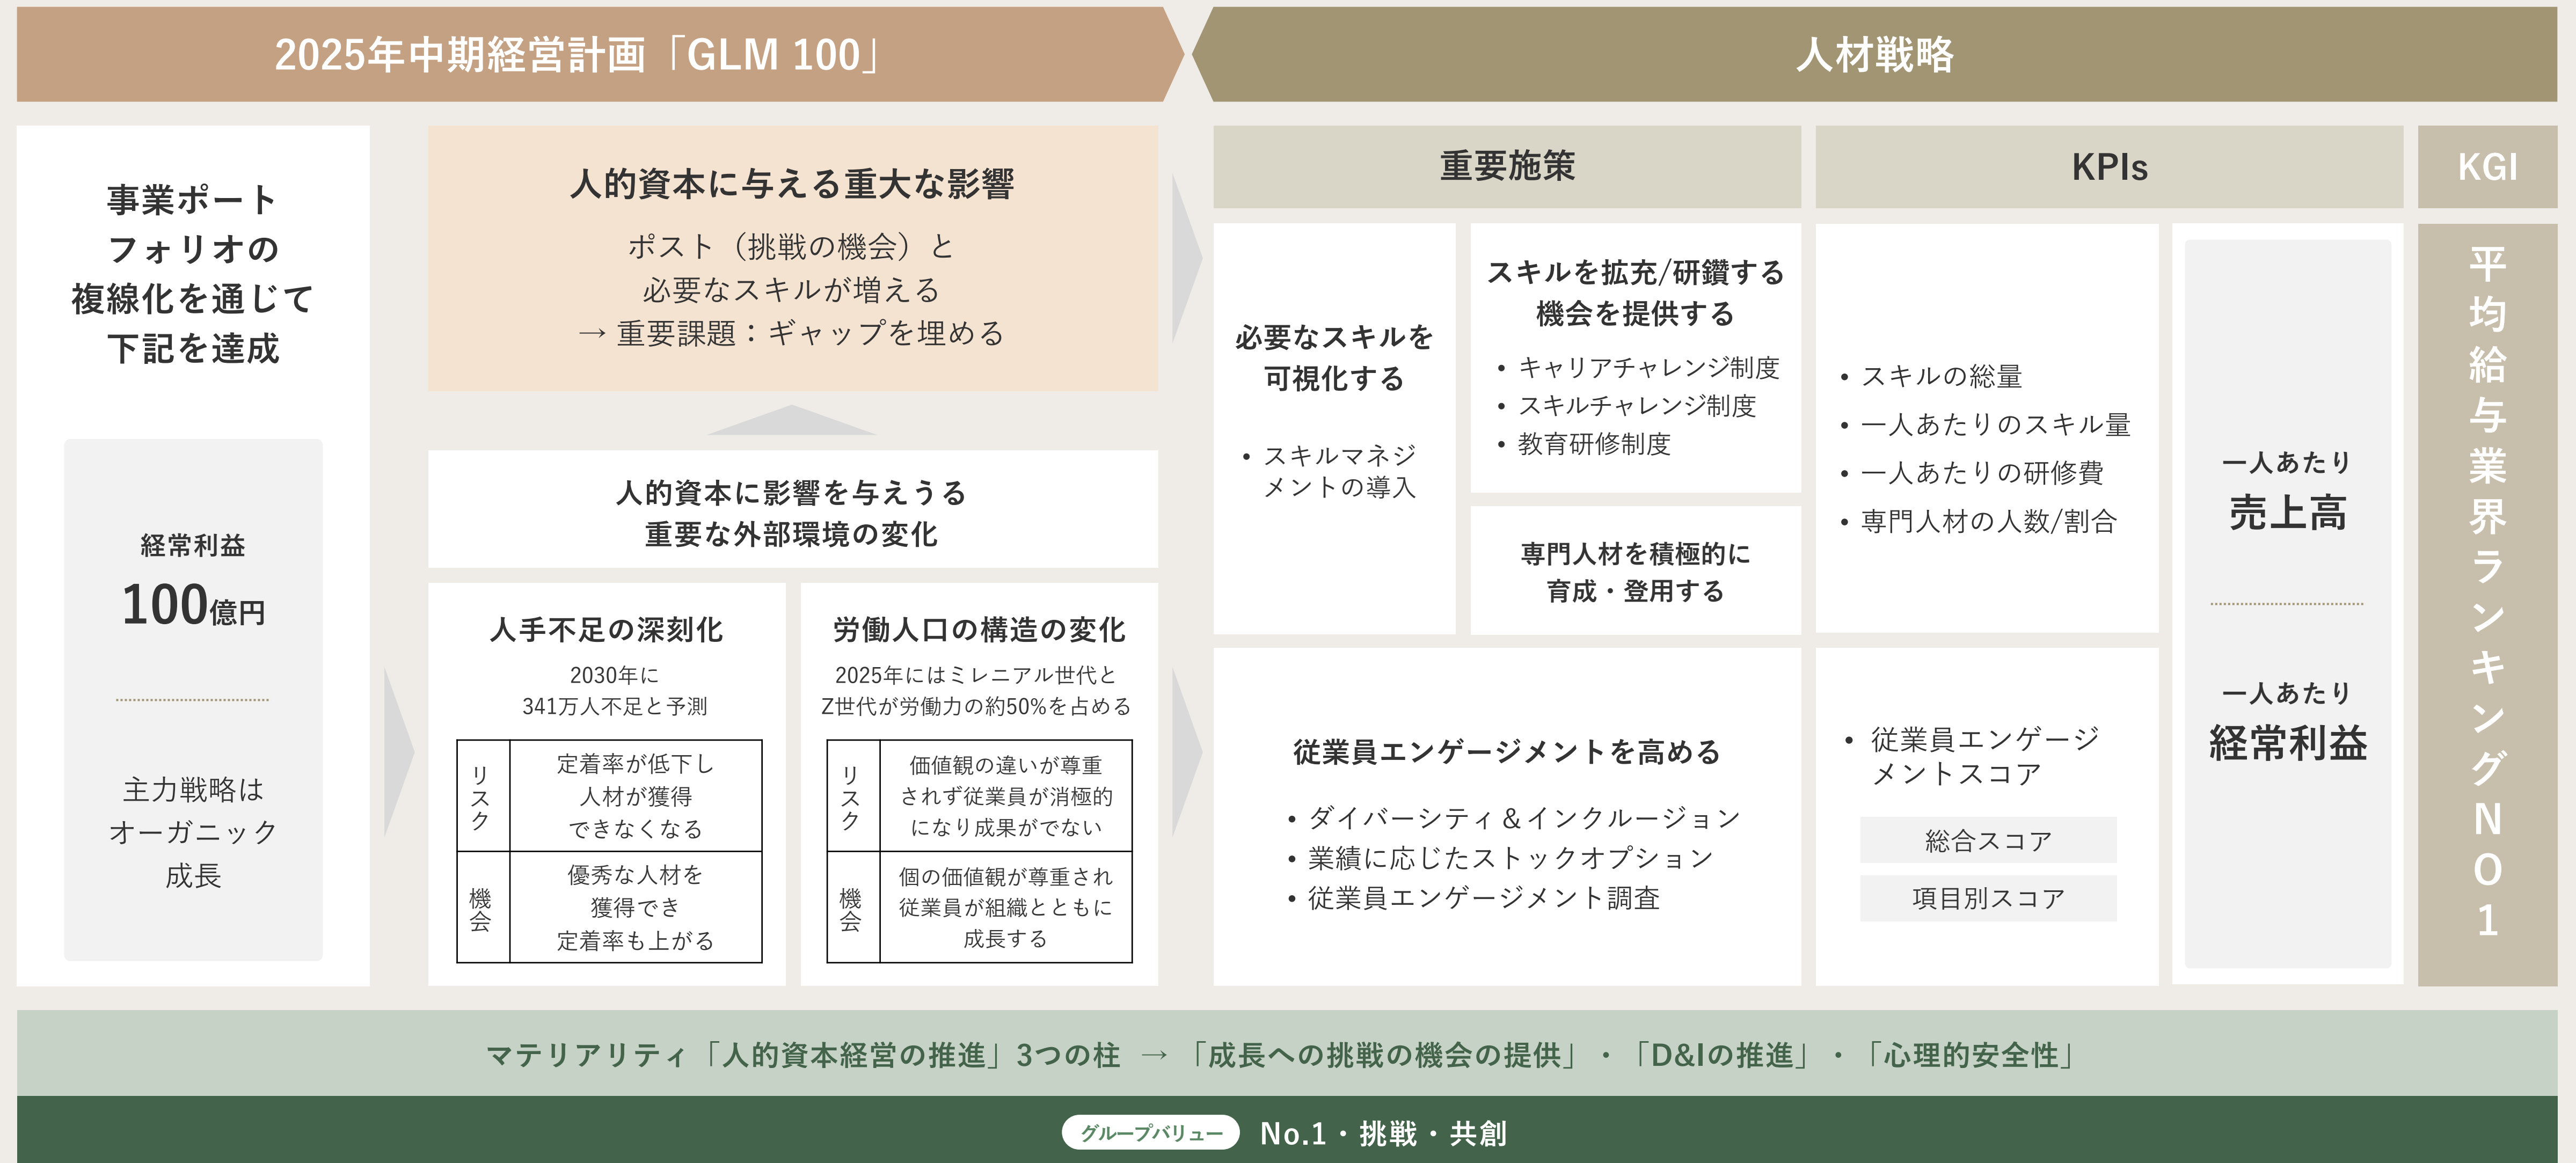 2025年中期経営計画「GLM 100」
人材戦略
事業ポート
フォリオの
複線化を通じて
下記を達成
経常利益
100億円
主力戦略は
オーガニック
成長
人的資本に与える重大な影響
ポスト（挑戦の機会）と
必要なスキルが増える
→ 重要課題：ギャップを埋める
人的資本に影響を与えうる
重要な外部環境の変化
人手不足の深刻化
2030年に
341万人不足と予測
リスク
定着率が低下し
人材が獲得
できなくなる
機会
優秀な人材を
獲得でき
定着率も上がる
労働人口の構造の変化
2025年にはミレニアル世代と
Z世代が労働力の約50%を占める
リスク
価値観の違いが尊重
されず従業員が消極的
になり成果がでない
機会
個の価値観が尊重され
従業員が組織とともに
成長する
重要施策
必要なスキルを
可視化する
• スキルマネジ
メントの導入
スキルを拡充/研鑽する
機会を提供する
• キャリアチャレンジ制度
• スキルチャレンジ制度
• 教育研修制度
専門人材を積極的に
育成・登用する
従業員エンゲージメントを高める
• ダイバーシティ＆インクルージョン
• 業績に応じたストックオプション
• 従業員エンゲージメント調査
KPIs
• スキルの総量
• 一人あたりのスキル量
• 一人あたりの研修費
• 専門人材の人数/割合
• 従業員エンゲージ
メントスコア
総合スコア
項目別スコア
一人あたり
売上高
一人あたり
経常利益
KGI
平均給与業界ランキングNO1
マテリアリティ「人的資本経営の推進」3つの柱 → 「成長への挑戦の機会の提供」・「D&Iの推進」・「心理的安全性」
グループバリュー No.1・挑戦・共創